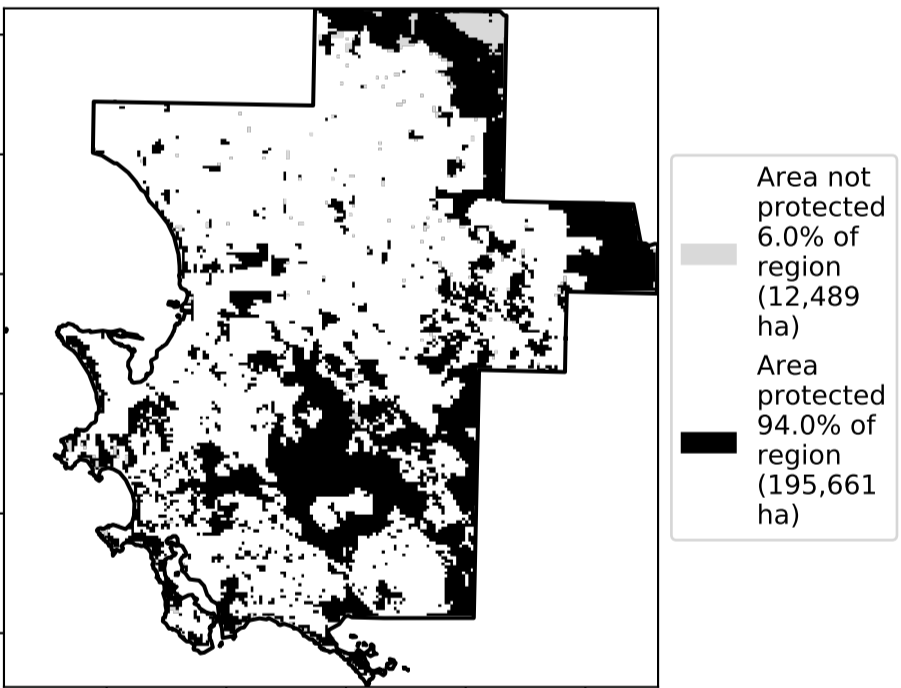 Area not
protected
6.0% of
region
(12,489
ha)
Area
protected
94.0% of
region
(195,661
ha)